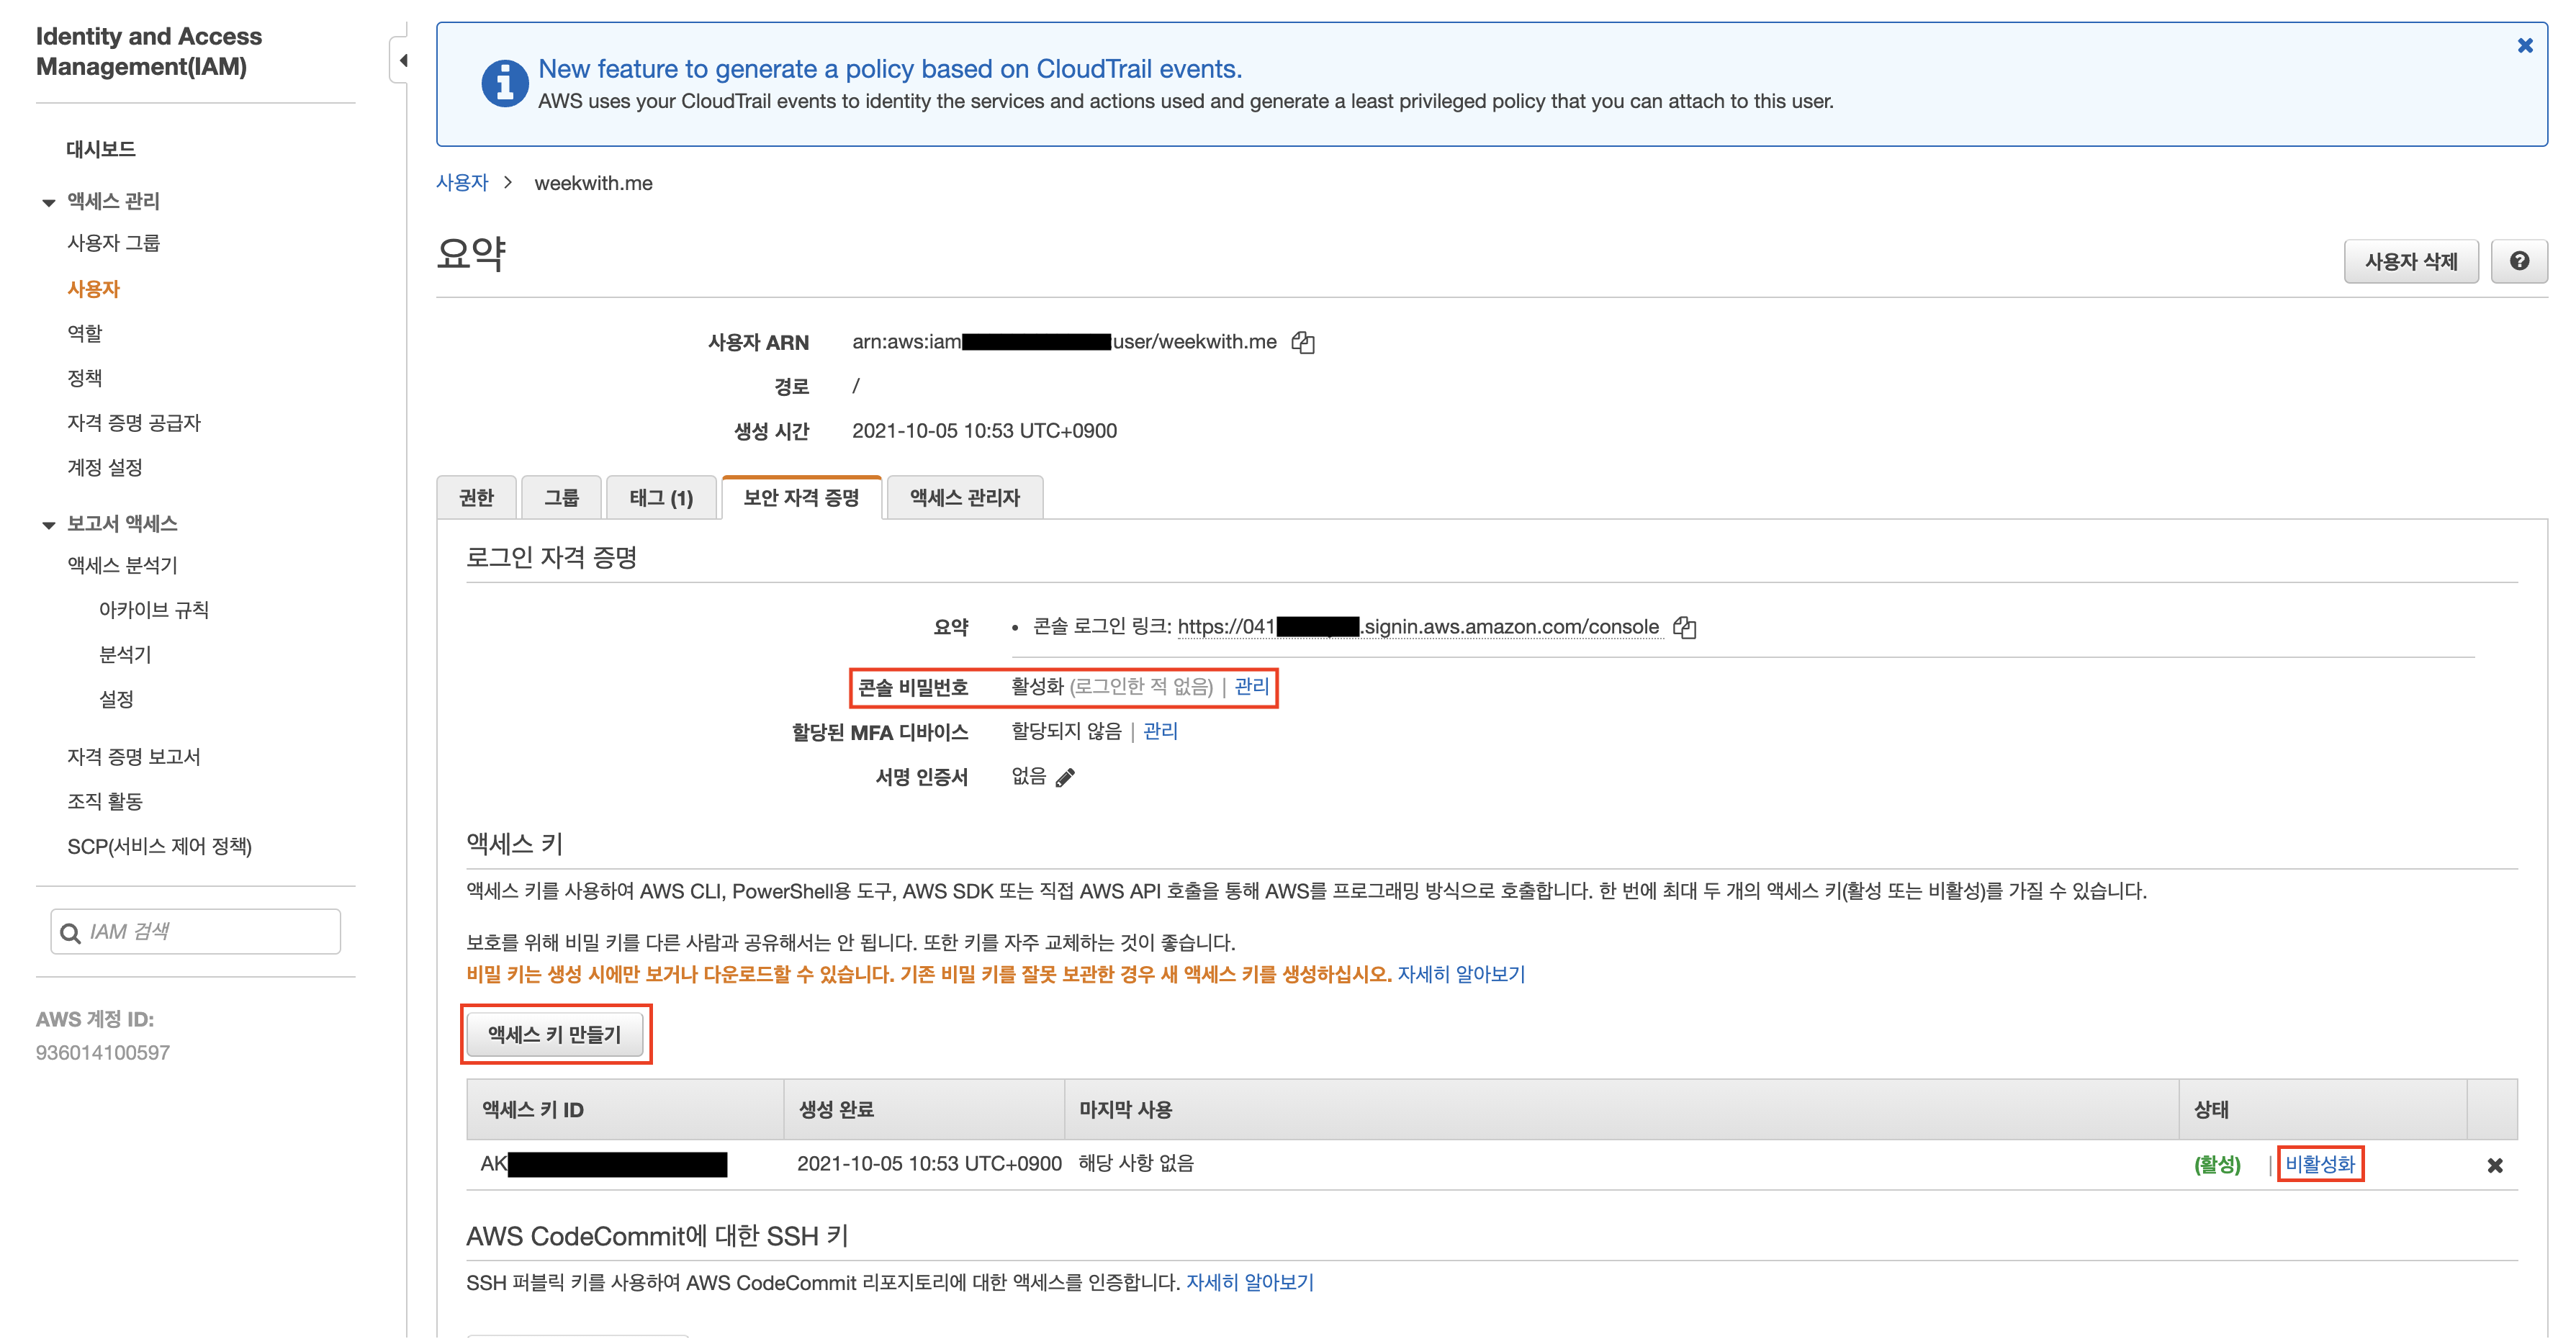 Identity and Access
Management(IAM)
대시보드
액세스 관리
사용자 그룹
사용자
역할
정책
자격 증명 공급자
계정 설정
보고서 액세스
액세스 분석기
아카이브 규칙
분석기
설정
자격 증명 보고서
조직 활동
SCP(서비스 제어 정책)
IAM 검색
AWS 계정 ID:
936014100597
New feature to generate a policy based on CloudTrail events.
AWS uses your CloudTrail events to identity the services and actions used and generate a least privileged policy that you can attach to this user.
사용자 > weekwith.me
요약
사용자 삭제
사용자 ARN arn:aws:iam user/weekwith.me
경로 /
생성 시간 2021-10-05 10:53 UTC+0900
권한 그룹 태그 (1) 보안 자격 증명 액세스 관리자
로그인 자격 증명
요약 • 콘솔 로그인 링크: https://041 .signin.aws.amazon.com/console
콘솔 비밀번호 활성화 (로그인한 적 없음) | 관리
할당된 MFA 디바이스 할당되지 않음 | 관리
서명 인증서 없음
액세스 키
액세스 키를 사용하여 AWS CLI, PowerShell용 도구, AWS SDK 또는 직접 AWS API 호출을 통해 AWS를 프로그래밍 방식으로 호출합니다. 한 번에 최대 두 개의 액세스 키(활성 또는 비활성)를 가질 수 있습니다.
보호를 위해 비밀 키를 다른 사람과 공유해서는 안 됩니다. 또한 키를 자주 교체하는 것이 좋습니다.
비밀 키는 생성 시에만 보거나 다운로드할 수 있습니다. 기존 비밀 키를 잘못 보관한 경우 새 액세스 키를 생성하십시오. 자세히 알아보기
액세스 키 만들기
액세스 키 ID 생성 완료 마지막 사용 상태
AK 2021-10-05 10:53 UTC+0900 해당 사항 없음 (활성) | 비활성화
AWS CodeCommit에 대한 SSH 키
SSH 퍼블릭 키를 사용하여 AWS CodeCommit 리포지토리에 대한 액세스를 인증합니다. 자세히 알아보기